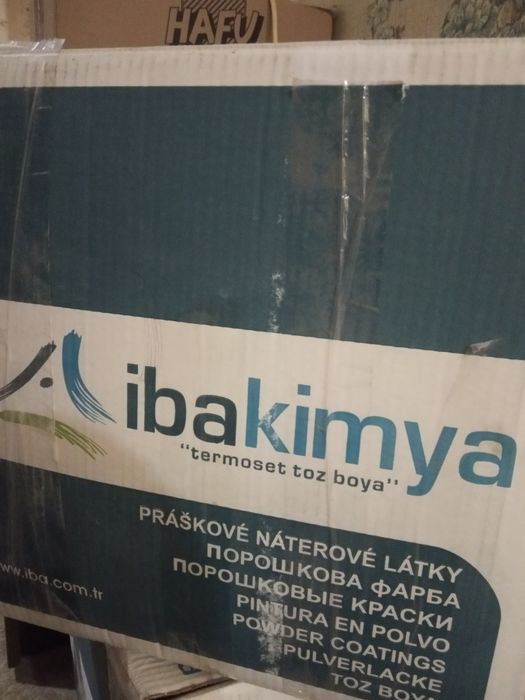 HAFU
ibakimya
"termoset toz boya"
PRÁŠKOVÉ NÁTEROVÉ LÁTKY
ПОРОШКОВА ФАРБА
ПОРОШКОВЫЕ КРАСКИ
PINTURA EN POLVO
POWDER COATINGS
PULVERLACKE
TOZ BOYA
www.iba.com.tr